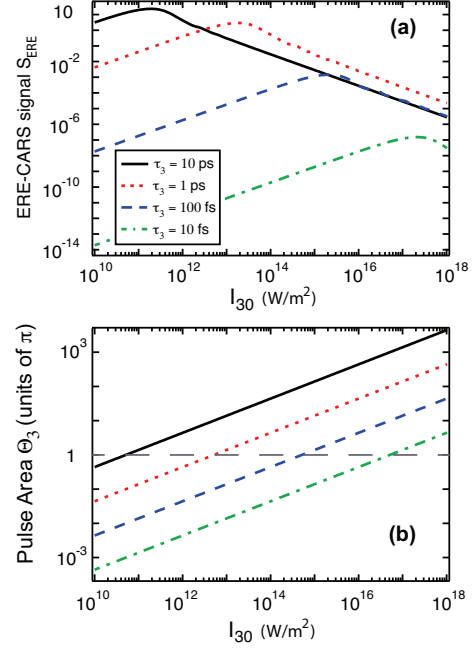 10
(a)
10^-2
10^-6
10^-10
10^-14
ERE-CARS signal S_ERE
τ_3 = 10 ps
τ_3 = 1 ps
τ_3 = 100 fs
τ_3 = 10 fs
10^10 10^12 10^14 10^16 10^18
I_30 (W/m^2)
10^3
1
10^-3
Pulse Area Θ_3 (units of π)
(b)
10^10 10^12 10^14 10^16 10^18
I_30 (W/m^2)